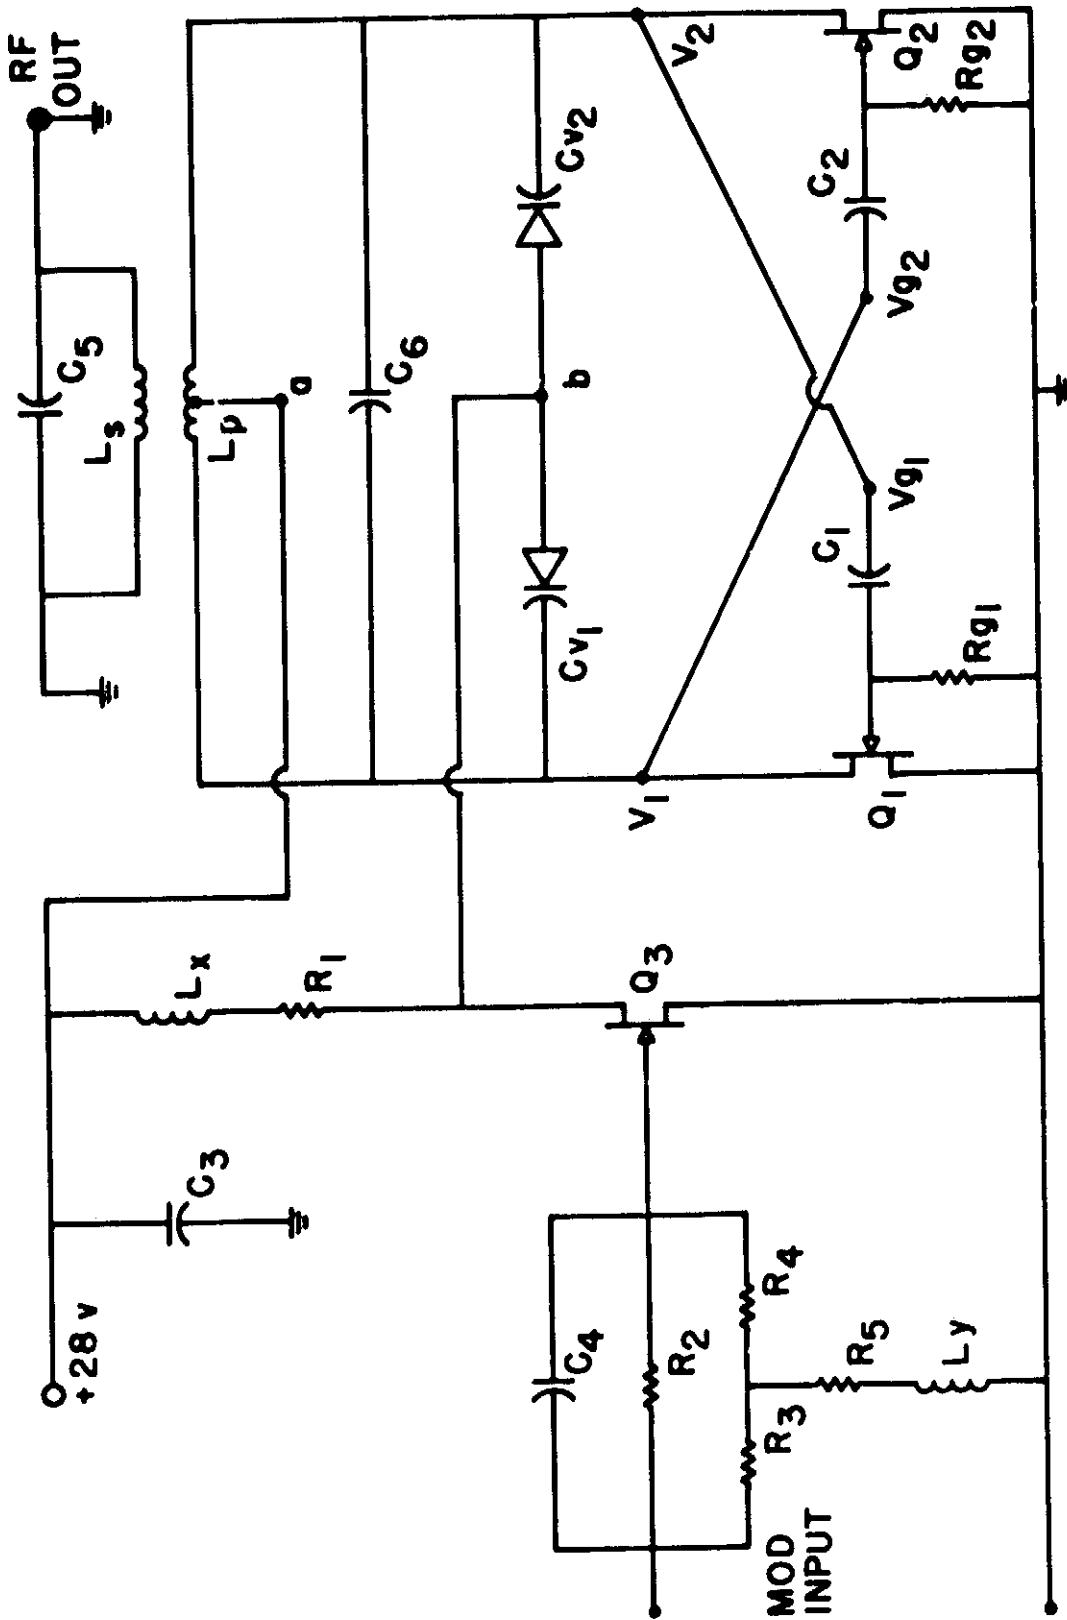 +28 v
C3
Lx
R1
Q3
C4
R2
R3
R4
R5
Ly
MOD
INPUT
RF
OUT
C5
Ls
Lp
a
C6
b
Cv1
Cv2
V1
V2
Vg1
Vg2
C1
C2
Rg1
Rg2
Q1
Q2